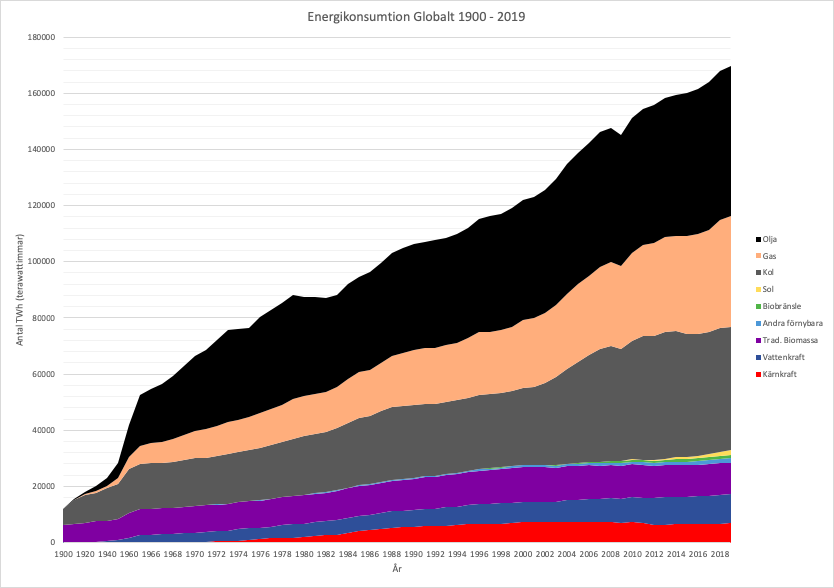 Energikonsumtion Globalt 1900 - 2019
Antal TWh (terawattimmar)
180000
160000
140000
120000
100000
80000
60000
40000
20000
0
1900 1920 1940 1960 1966 1968 1970 1972 1974 1976 1978 1980 1982 1984 1986 1988 1990 1992 1994 1996 1998 2000 2002 2004 2006 2008 2010 2012 2014 2016 2018
År
Olja
Gas
Kol
Sol
Biobränsle
Andra förnybara
Trad. Biomassa
Vattenkraft
Kärnkraft